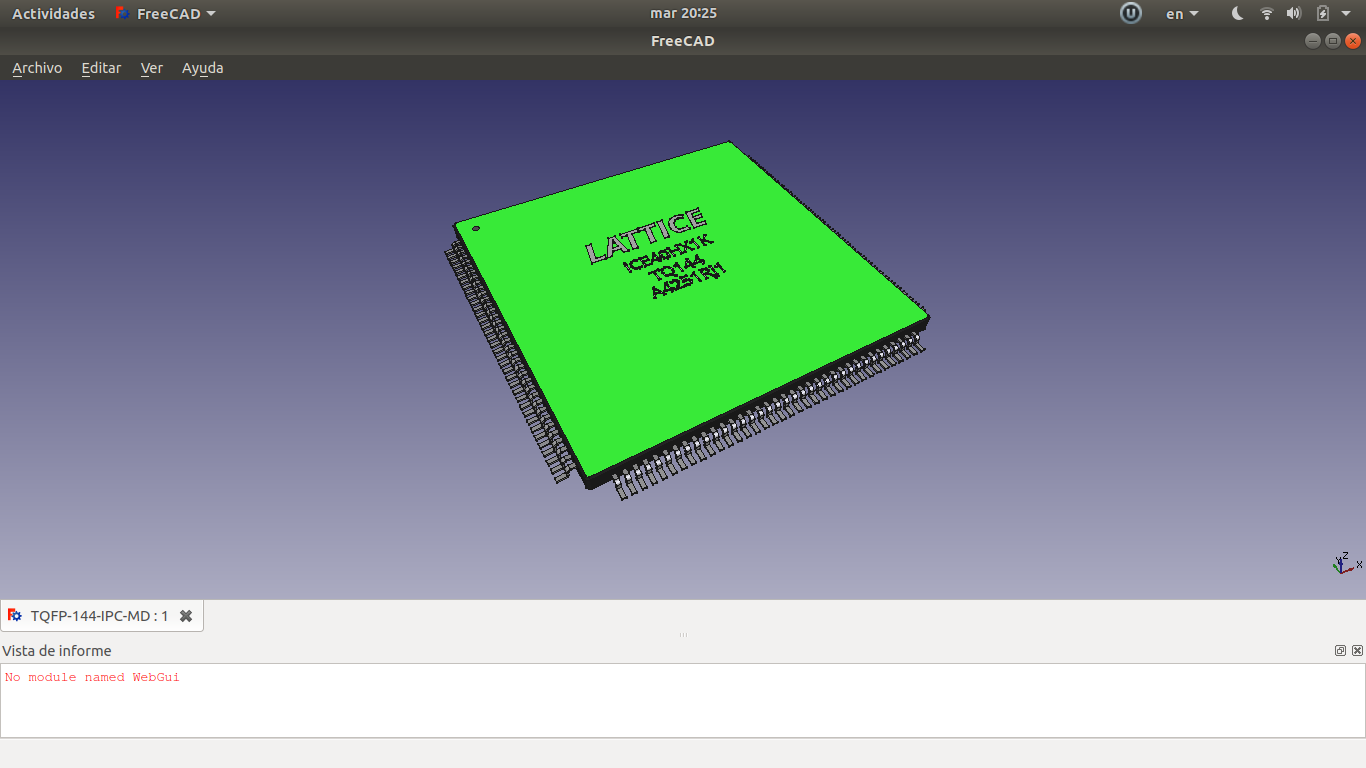 Actividades FreeCAD mar 20:25 en
FreeCAD
Archivo Editar Ver Ayuda
LATTICE
ICE40HX1K
TQ144
Z
Y
X
TQFP-144-IPC-MD : 1
Vista de informe
No module named WebGui